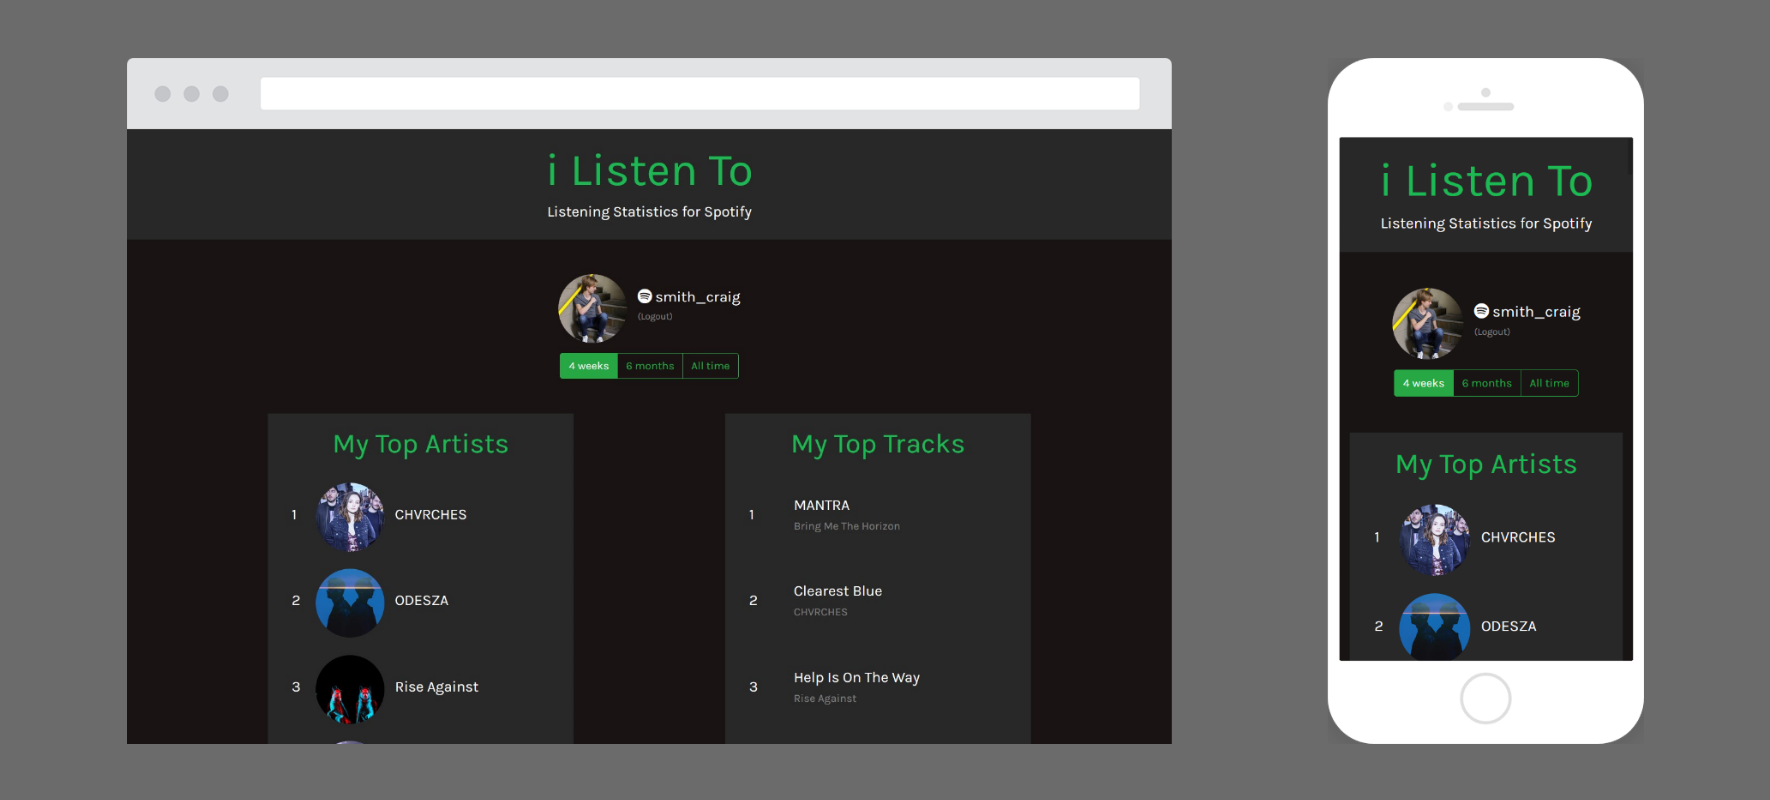 i Listen To
Listening Statistics for Spotify
smith_craig
(Logout)
4 weeks 6 months All time
My Top Artists
1 CHVRCHES
2 ODESZA
3 Rise Against
My Top Tracks
1 MANTRA
Bring Me The Horizon
2 Clearest Blue
CHVRCHES
3 Help Is On The Way
Rise Against
i Listen To
Listening Statistics for Spotify
smith_craig
(Logout)
4 weeks 6 months All time
My Top Artists
1 CHVRCHES
2 ODESZA